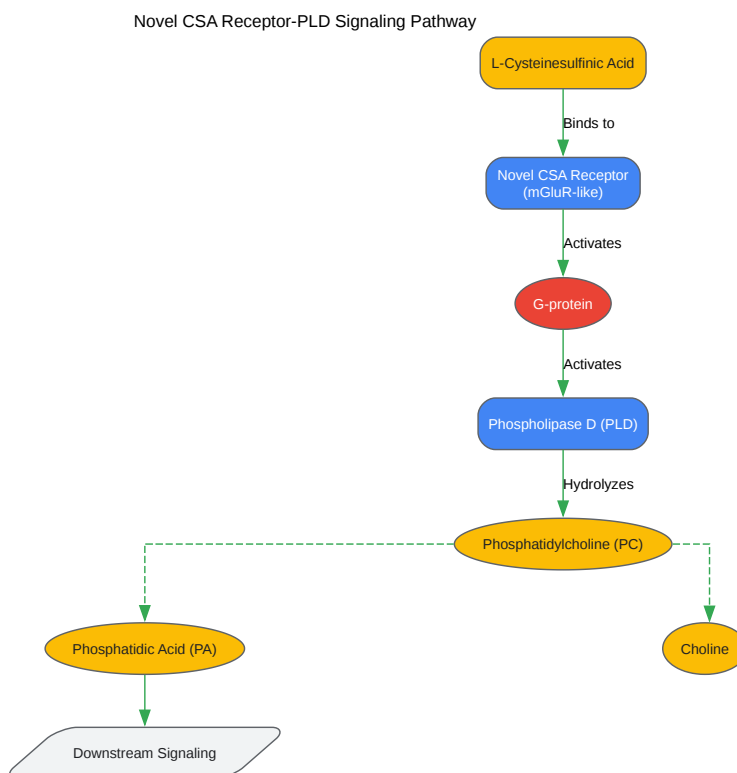 Novel CSA Receptor-PLD Signaling Pathway
L-Cysteinesulfinic Acid
Binds to
Novel CSA Receptor
(mGluR-like)
Activates
G-protein
Activates
Phospholipase D (PLD)
Hydrolyzes
Phosphatidylcholine (PC)
Phosphatidic Acid (PA)
Choline
Downstream Signaling